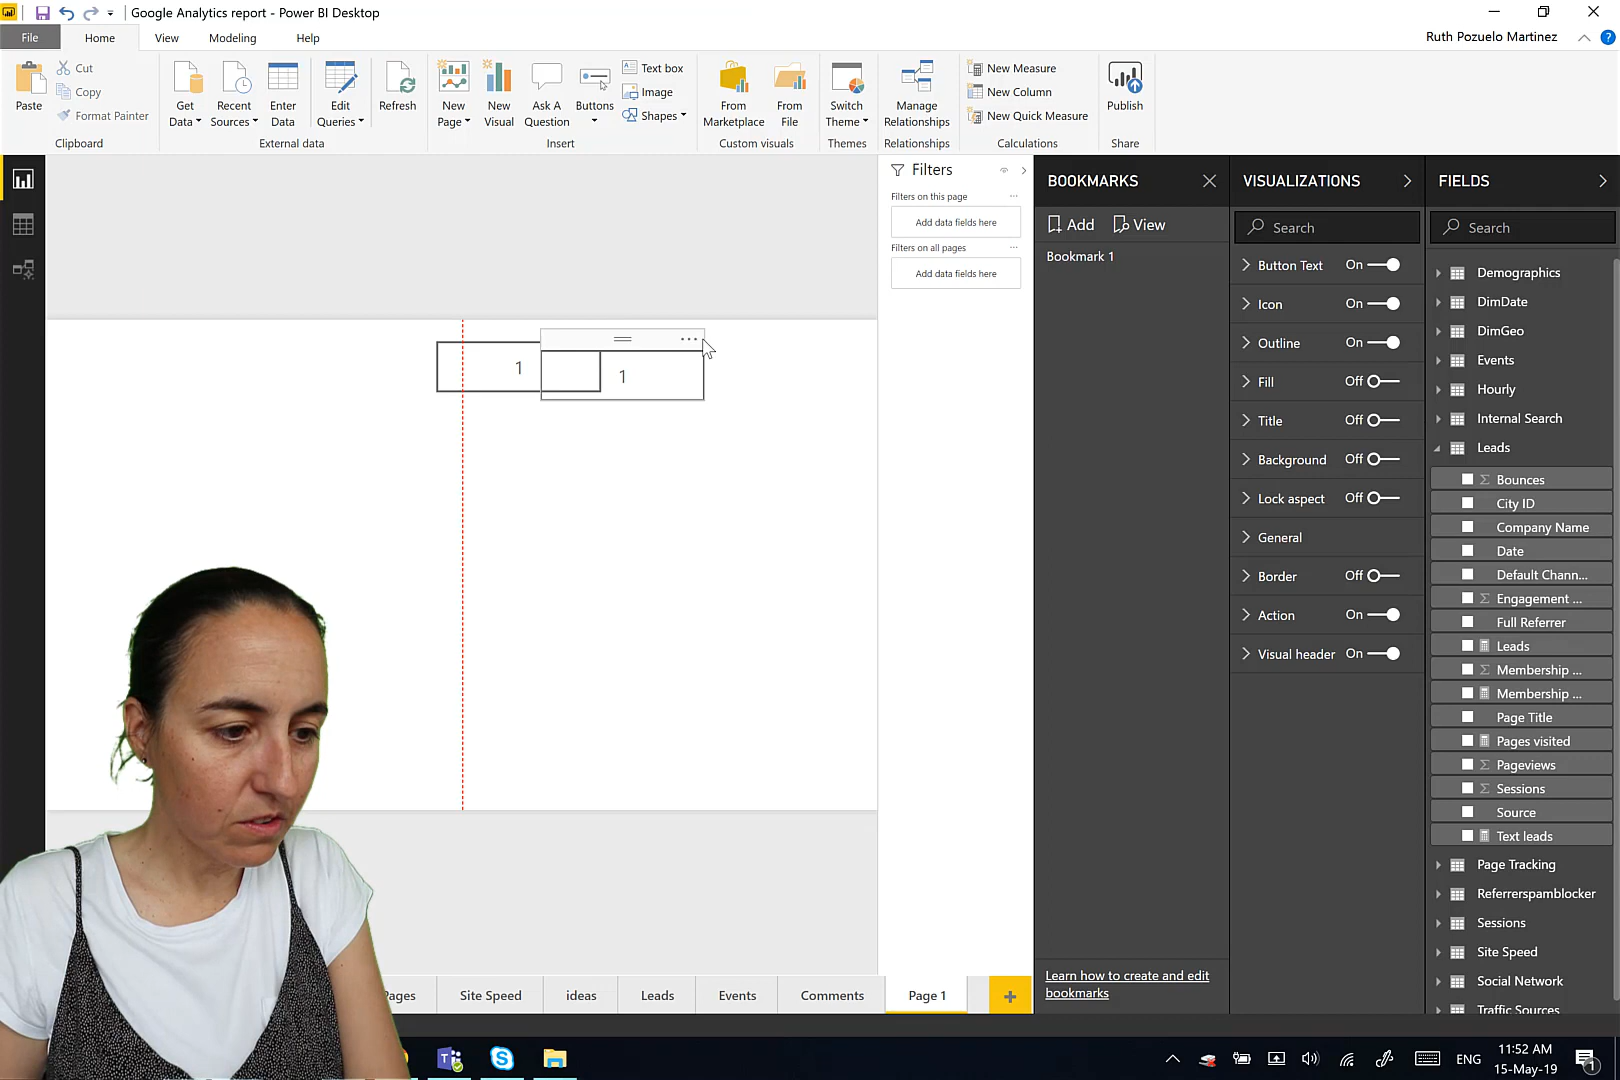 Google Analytics report - Power BI Desktop
File
Home
View
Modeling
Help
Ruth Pozuelo Martinez
Paste
Cut
Copy
Format Painter
Clipboard
Get Data
Recent Sources
Enter Data
Edit Queries
External data
Refresh
New Page
New Visual
Ask A Question
Buttons
Text box
Image
Shapes
Insert
From Marketplace
From File
Custom visuals
Switch Theme
Themes
Manage Relationships
Relationships
New Measure
New Column
New Quick Measure
Calculations
Publish
Share
Filters
Filters on this page
Add data fields here
Filters on all pages
Add data fields here
1
1
BOOKMARKS
Add
View
Bookmark 1
Learn how to create and edit
bookmarks
VISUALIZATIONS
Search
Button Text On
Icon On
Outline On
Fill Off
Title Off
Background Off
Lock aspect Off
General
Border Off
Action On
Visual header On
FIELDS
Search
Demographics
DimDate
DimGeo
Events
Hourly
Internal Search
Leads
Bounces
City ID
Company Name
Date
Default Chann...
Engagement ...
Full Referrer
Leads
Membership ...
Membership ...
Page Title
Pages visited
Pageviews
Sessions
Source
Text leads
Page Tracking
Referrerspamblocker
Sessions
Site Speed
Social Network
Traffic Sources
Pages
Site Speed
ideas
Leads
Events
Comments
Page 1
ENG
11:52 AM
15-May-19
1